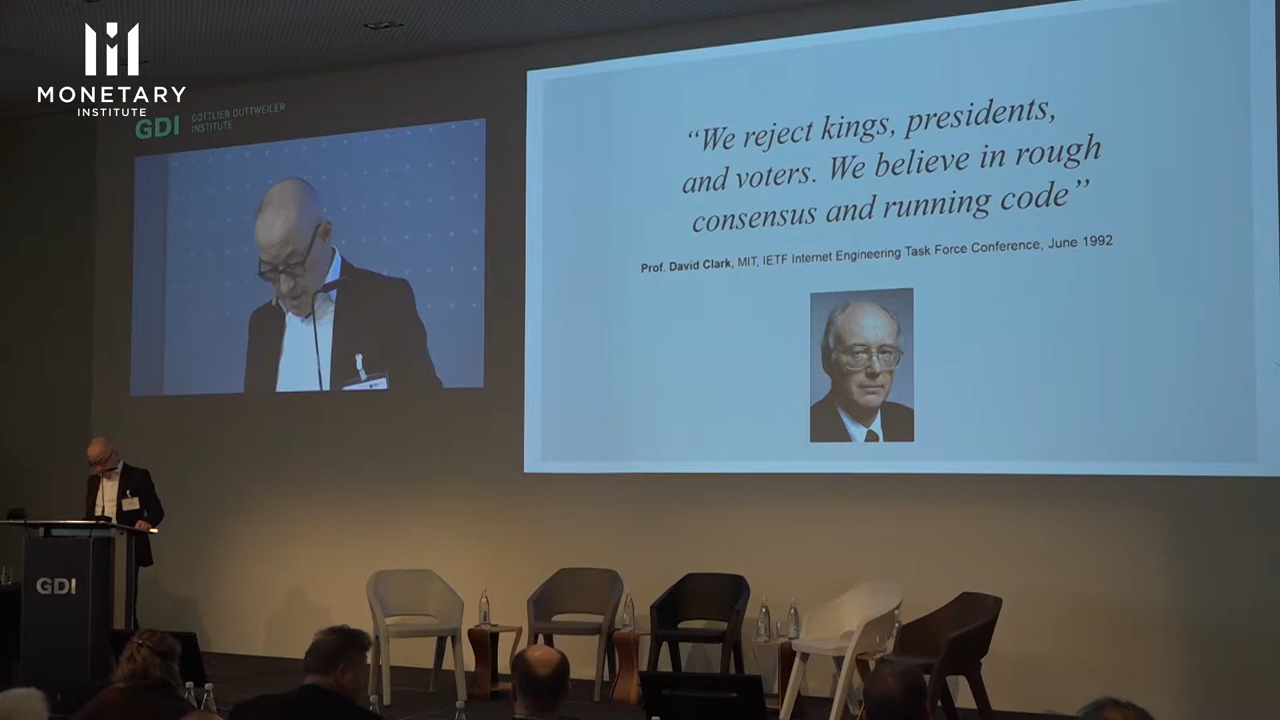 MONETARY
INSTITUTE
GDI
GOTTLIEB DUTTWEILER
INSTITUTE
“We reject kings, presidents,
and voters. We believe in rough
consensus and running code”
Prof. David Clark, MIT, IETF Internet Engineering Task Force Conference, June 1992
GDI